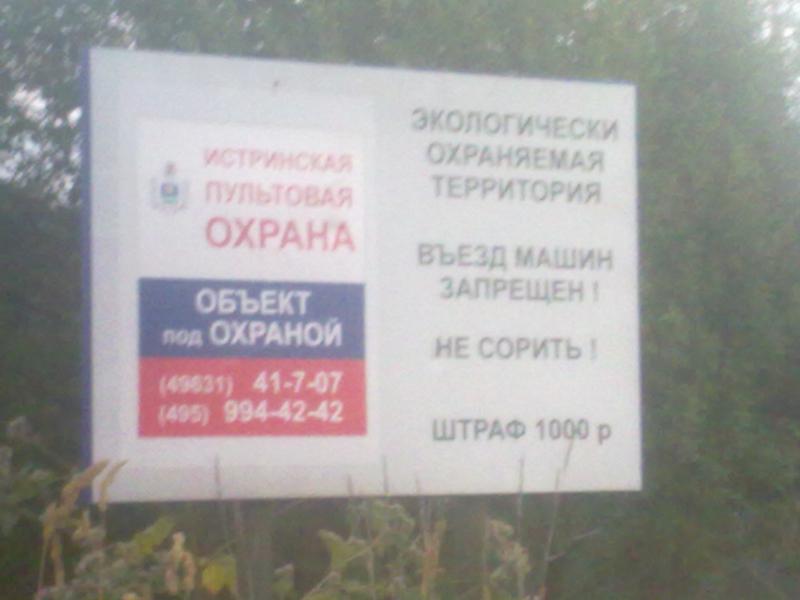 ИСТРИНСКАЯ
ПУЛЬТОВАЯ
ОХРАНА
ОБЪЕКТ
под ОХРАНОЙ
(49631) 41-7-07
(495) 994-42-42
ЭКОЛОГИЧЕСКИ
ОХРАНЯЕМАЯ
ТЕРРИТОРИЯ
ВЪЕЗД МАШИН
ЗАПРЕЩЕН !
НЕ СОРИТЬ !
ШТРАФ 1000 р